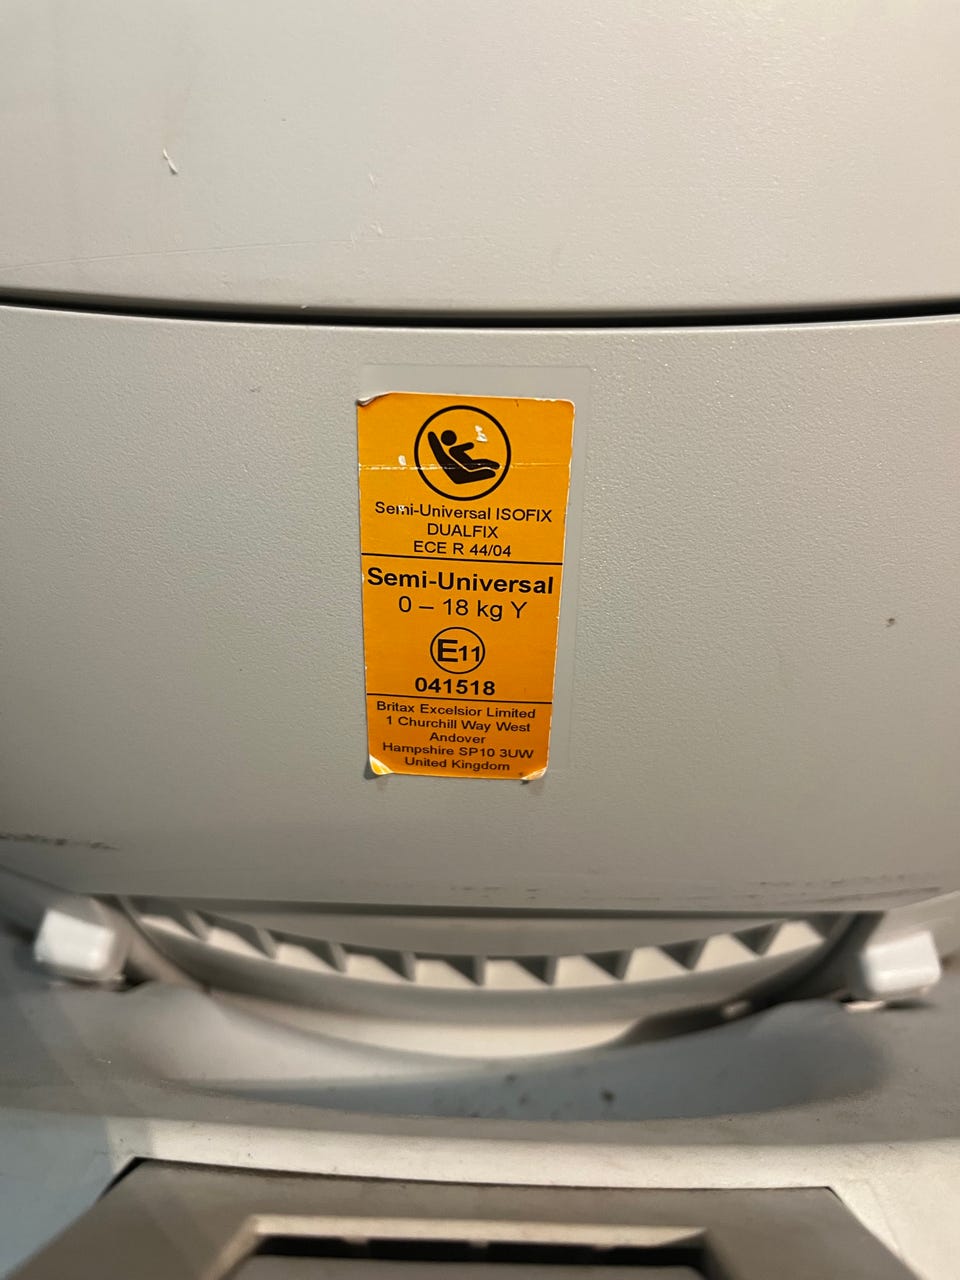 Semi-Universal ISOFIX
DUALFIX
ECE R 44/04
Semi-Universal
0 – 18 kg Y
E11
041518
Britax Excelsior Limited
1 Churchill Way West
Andover
Hampshire SP10 3UW
United Kingdom